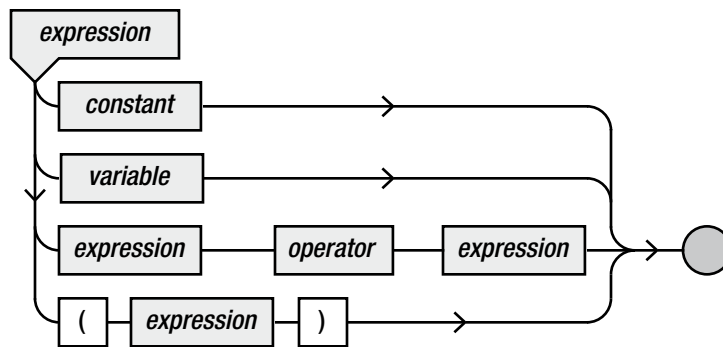 expression
constant
variable
expression operator expression
( expression )